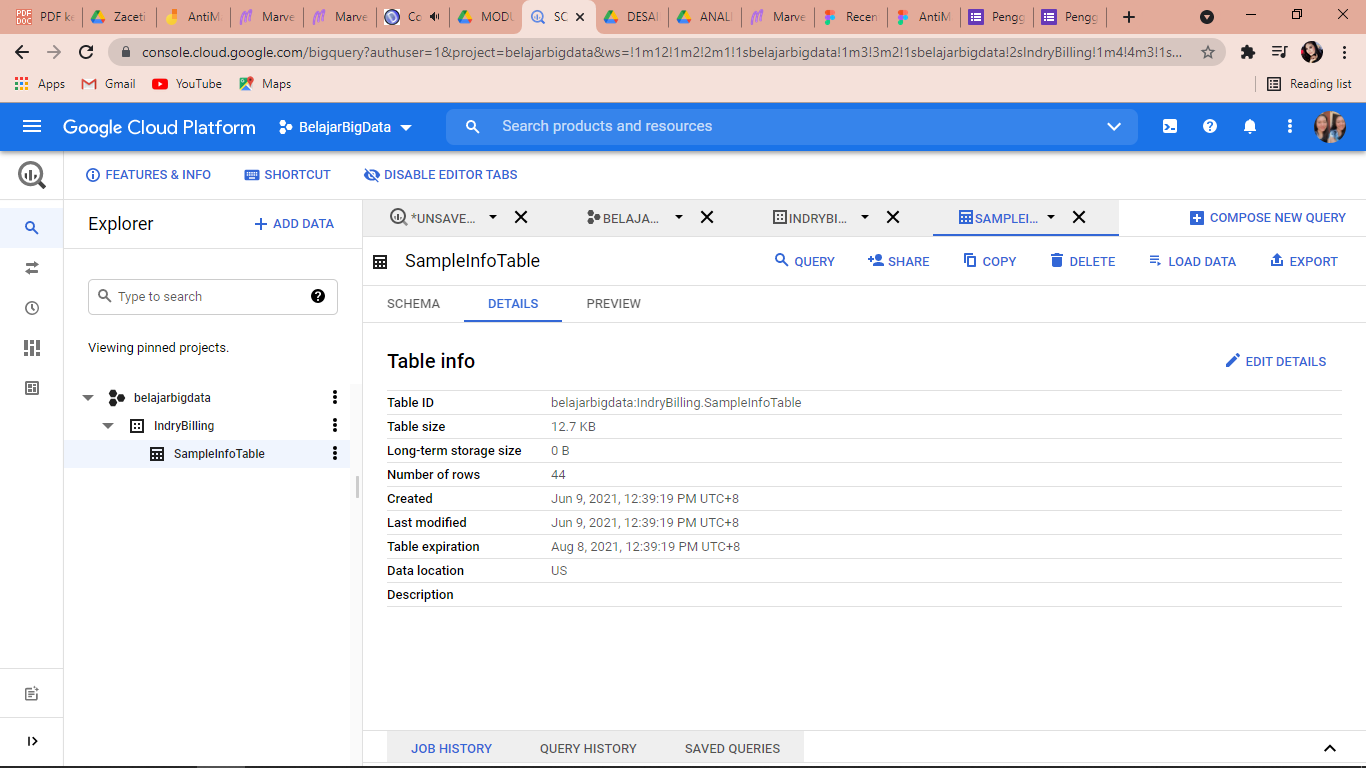 PDF DOC PDF ke Zaceti AntiM Marve Marve Co MODU SC DESAI ANALI Marve Recen AntiM Pengg Pengg
console.cloud.google.com/bigquery?authuser=1&project=belajarbigdata&ws=!1m12!1m2!2m1!1sbelajarbigdata!1m3!3m2!1sbelajarbigdata!2sIndryBilling!1m4!4m3!1s...
Apps Gmail YouTube Maps Reading list
Google Cloud Platform BelajarBigData Search products and resources
FEATURES & INFO SHORTCUT DISABLE EDITOR TABS
Explorer + ADD DATA
*UNSAVE... BELAJA... INDRYBI... SAMPLEI... COMPOSE NEW QUERY
SampleInfoTable QUERY SHARE COPY DELETE LOAD DATA EXPORT
Type to search
SCHEMA DETAILS PREVIEW
Viewing pinned projects.
belajarbigdata
IndryBilling
SampleInfoTable
Table info EDIT DETAILS
Table ID belajarbigdata:IndryBilling.SampleInfoTable
Table size 12.7 KB
Long-term storage size 0 B
Number of rows 44
Created Jun 9, 2021, 12:39:19 PM UTC+8
Last modified Jun 9, 2021, 12:39:19 PM UTC+8
Table expiration Aug 8, 2021, 12:39:19 PM UTC+8
Data location US
Description
JOB HISTORY QUERY HISTORY SAVED QUERIES